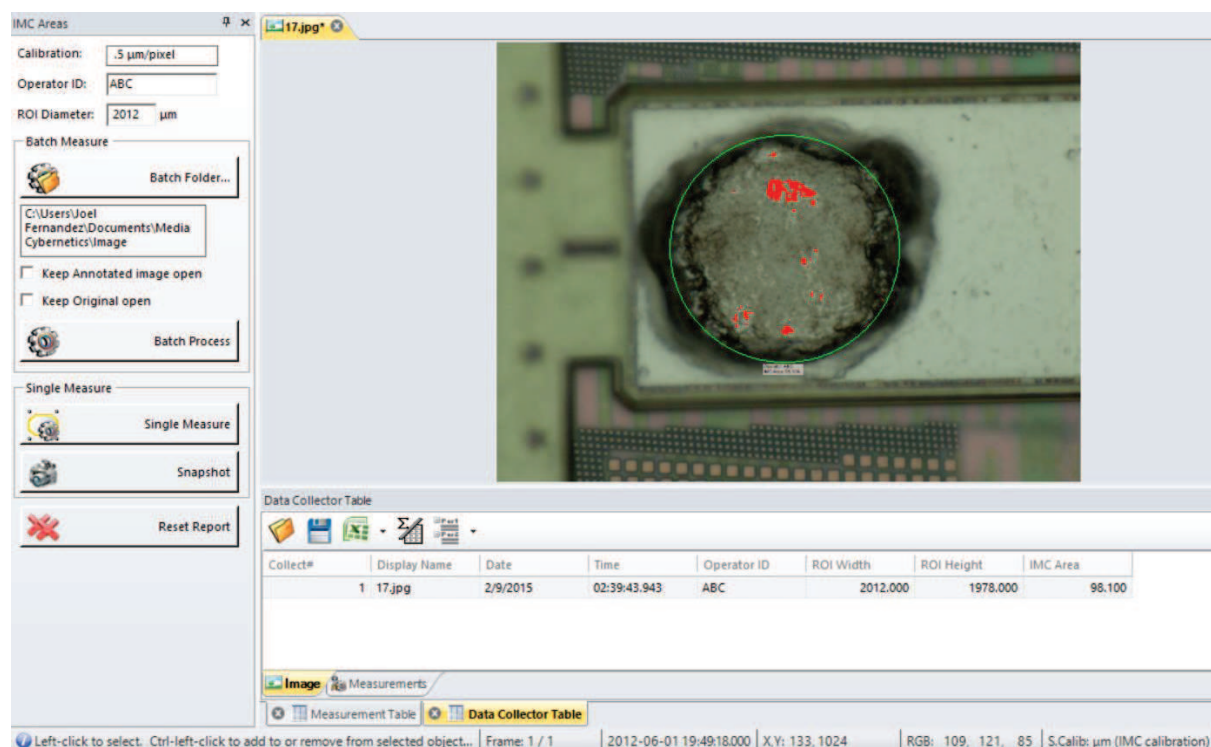 IMC Areas
17.jpg*
Calibration: .5 µm/pixel
Operator ID: ABC
ROI Diameter: 2012 µm
Batch Measure
Batch Folder...
C:\Users\Joel
Fernandez\Documents\Media
Cybernetics\Image
Keep Annotated image open
Keep Original open
Batch Process
Single Measure
Single Measure
Snapshot
Reset Report
Data Collector Table
Collect# Display Name Date Time Operator ID ROI Width ROI Height IMC Area
1 17.jpg 2/9/2015 02:39:43.943 ABC 2012.000 1978.000 98.100
Image Measurements
Measurement Table Data Collector Table
Left-click to select. Ctrl-left-click to add to or remove from selected object... Frame: 1 / 1 2012-06-01 19:49:18.000 X,Y: 133, 1024 RGB: 109, 121, 85 S.Calib: µm (IMC calibration)